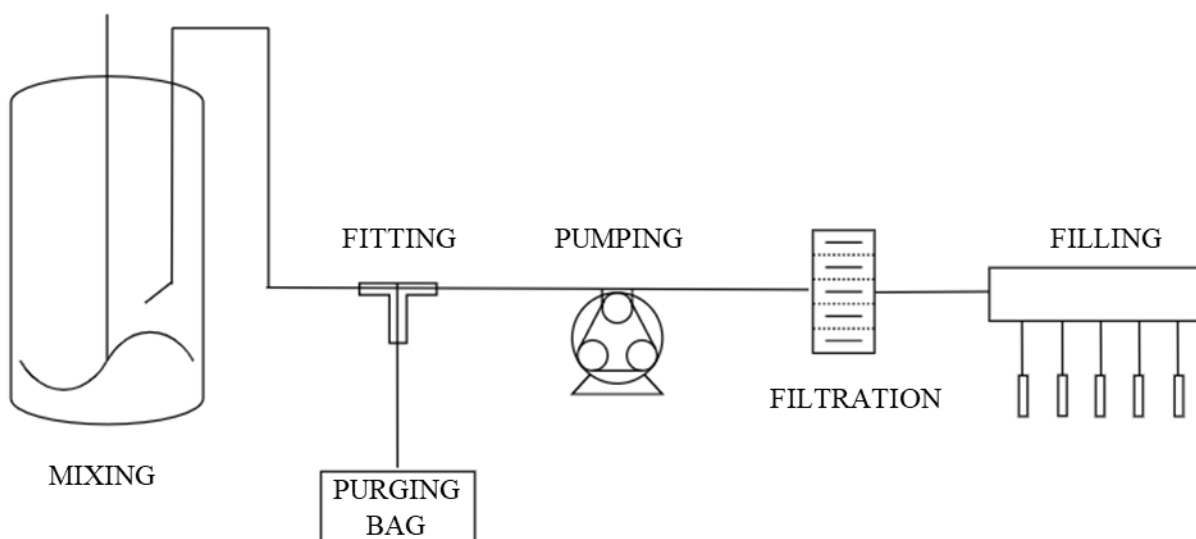 FITTING
PUMPING
FILLING
FILTRATION
MIXING
PURGING
BAG